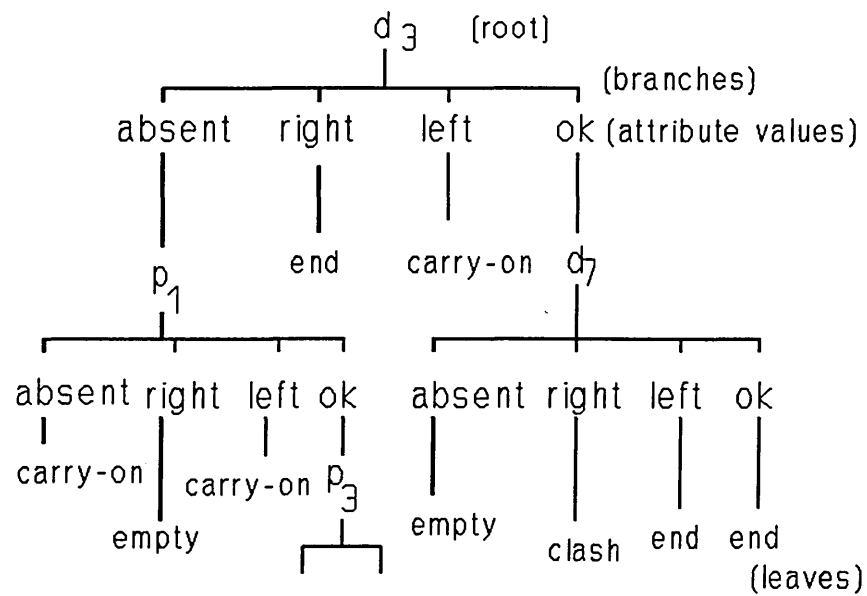 d3 (root)
(branches)
absent right left ok (attribute values)
p1 end carry-on d7
absent right left ok absent right left ok
carry-on empty carry-on p3 empty clash end end
(leaves)